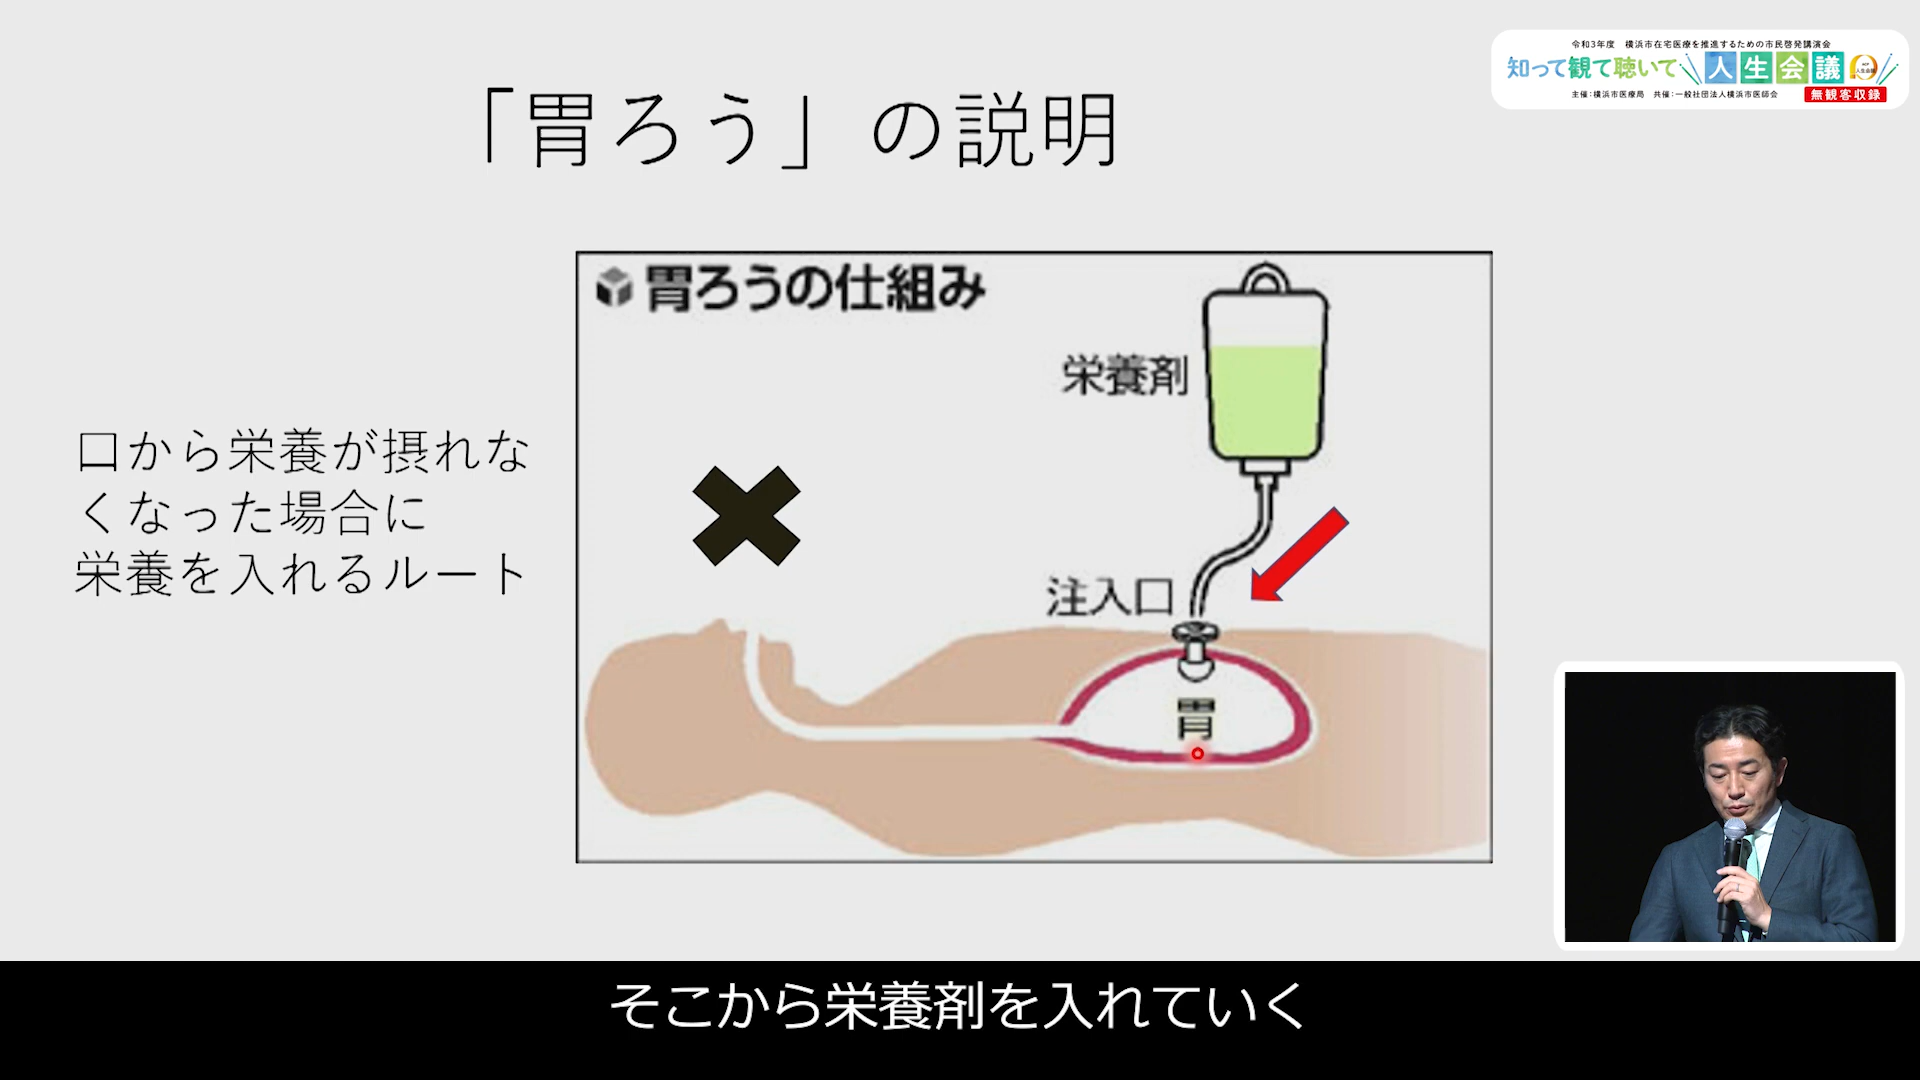 令和3年度 横浜市在宅医療を推進するための市民啓発講演会
知って観て聴いて 人生会議
主催:横浜市医療局 共催:一般社団法人横浜市医師会
無観客収録
「胃ろう」の説明
口から栄養が摂れな
くなった場合に
栄養を入れるルート
胃ろうの仕組み
栄養剤
注入口
胃
そこから栄養剤を入れていく